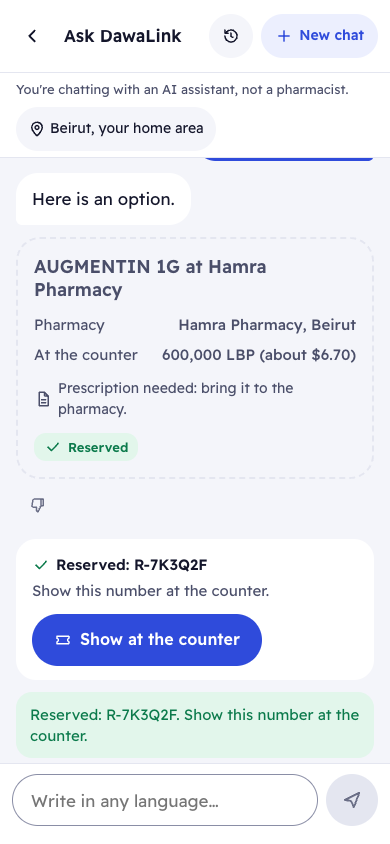 Ask DawaLink
New chat
You're chatting with an AI assistant, not a pharmacist.
Beirut, your home area
Here is an option.
AUGMENTIN 1G at Hamra
Pharmacy
Pharmacy Hamra Pharmacy, Beirut
At the counter 600,000 LBP (about $6.70)
Prescription needed: bring it to the
pharmacy.
Reserved
Reserved: R-7K3Q2F
Show this number at the counter.
Show at the counter
Reserved: R-7K3Q2F. Show this number at the
counter.
Write in any language…